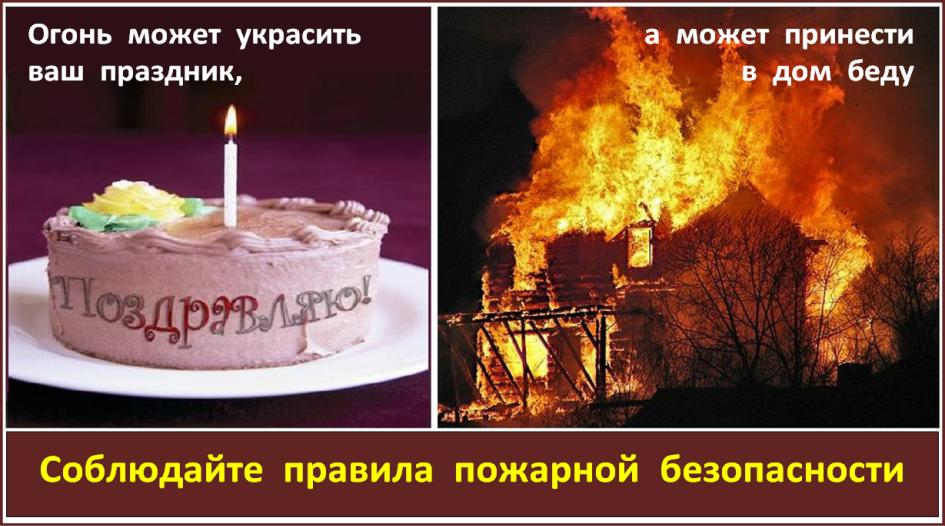 Огонь может украсить
ваш праздник,
а может принести
в дом беду
Поздравляю!
Соблюдайте правила пожарной безопасности